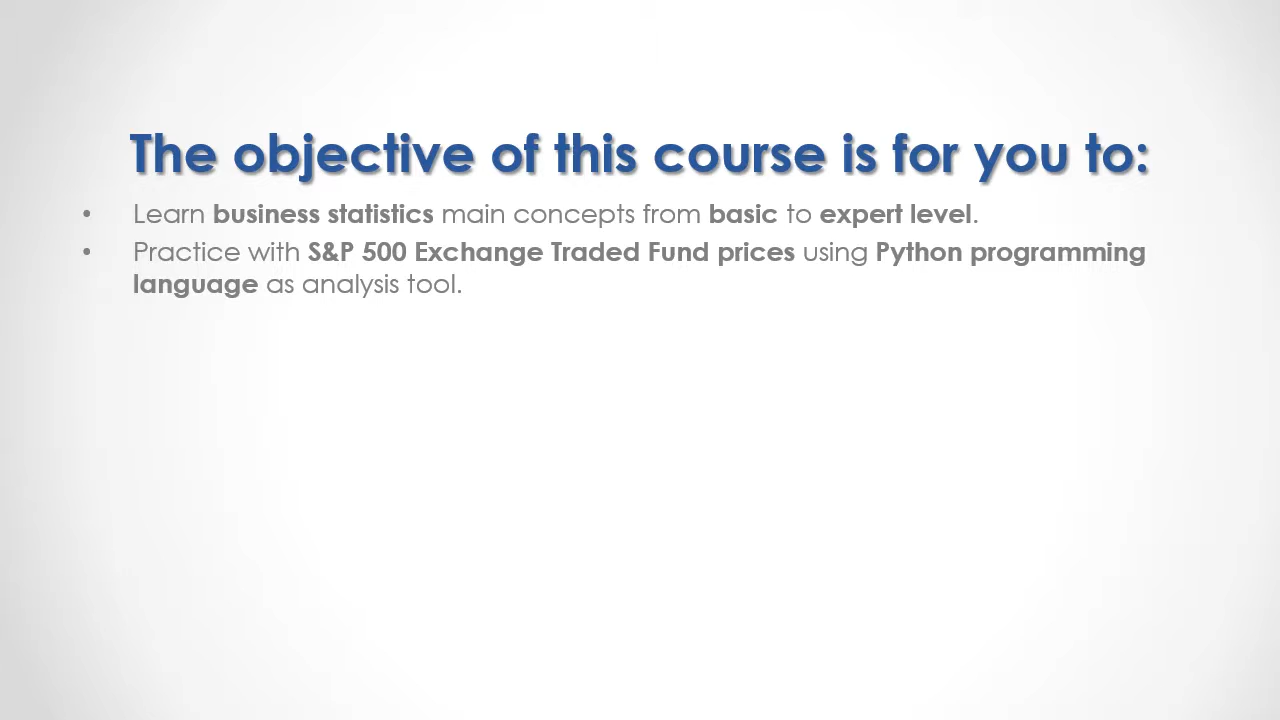 The objective of this course is for you to:
• Learn business statistics main concepts from basic to expert level.
• Practice with S&P 500 Exchange Traded Fund prices using Python programming
language as analysis tool.